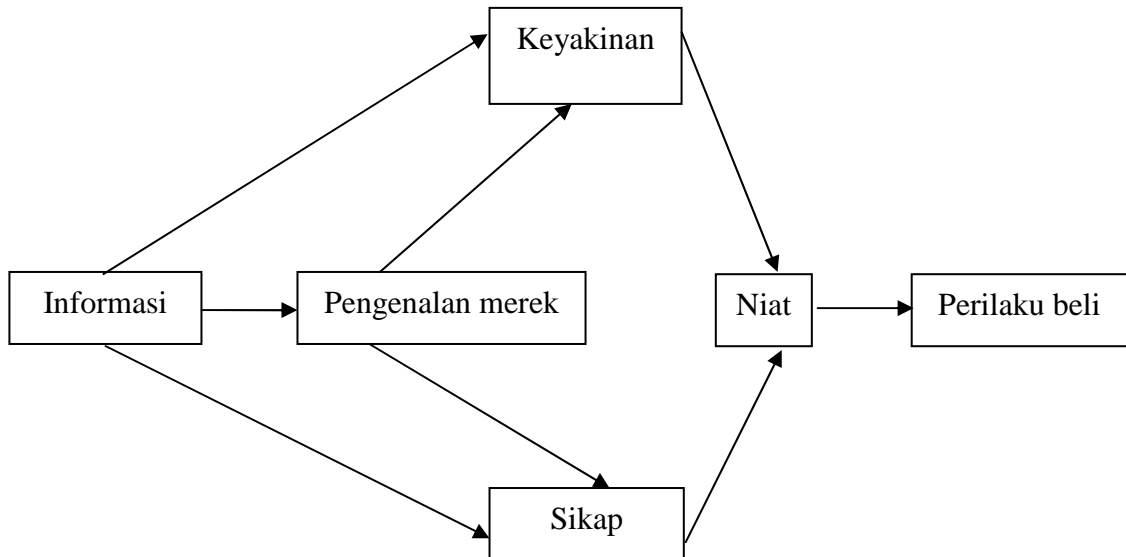 Keyakinan
Informasi
Pengenalan merek
Niat
Perilaku beli
Sikap